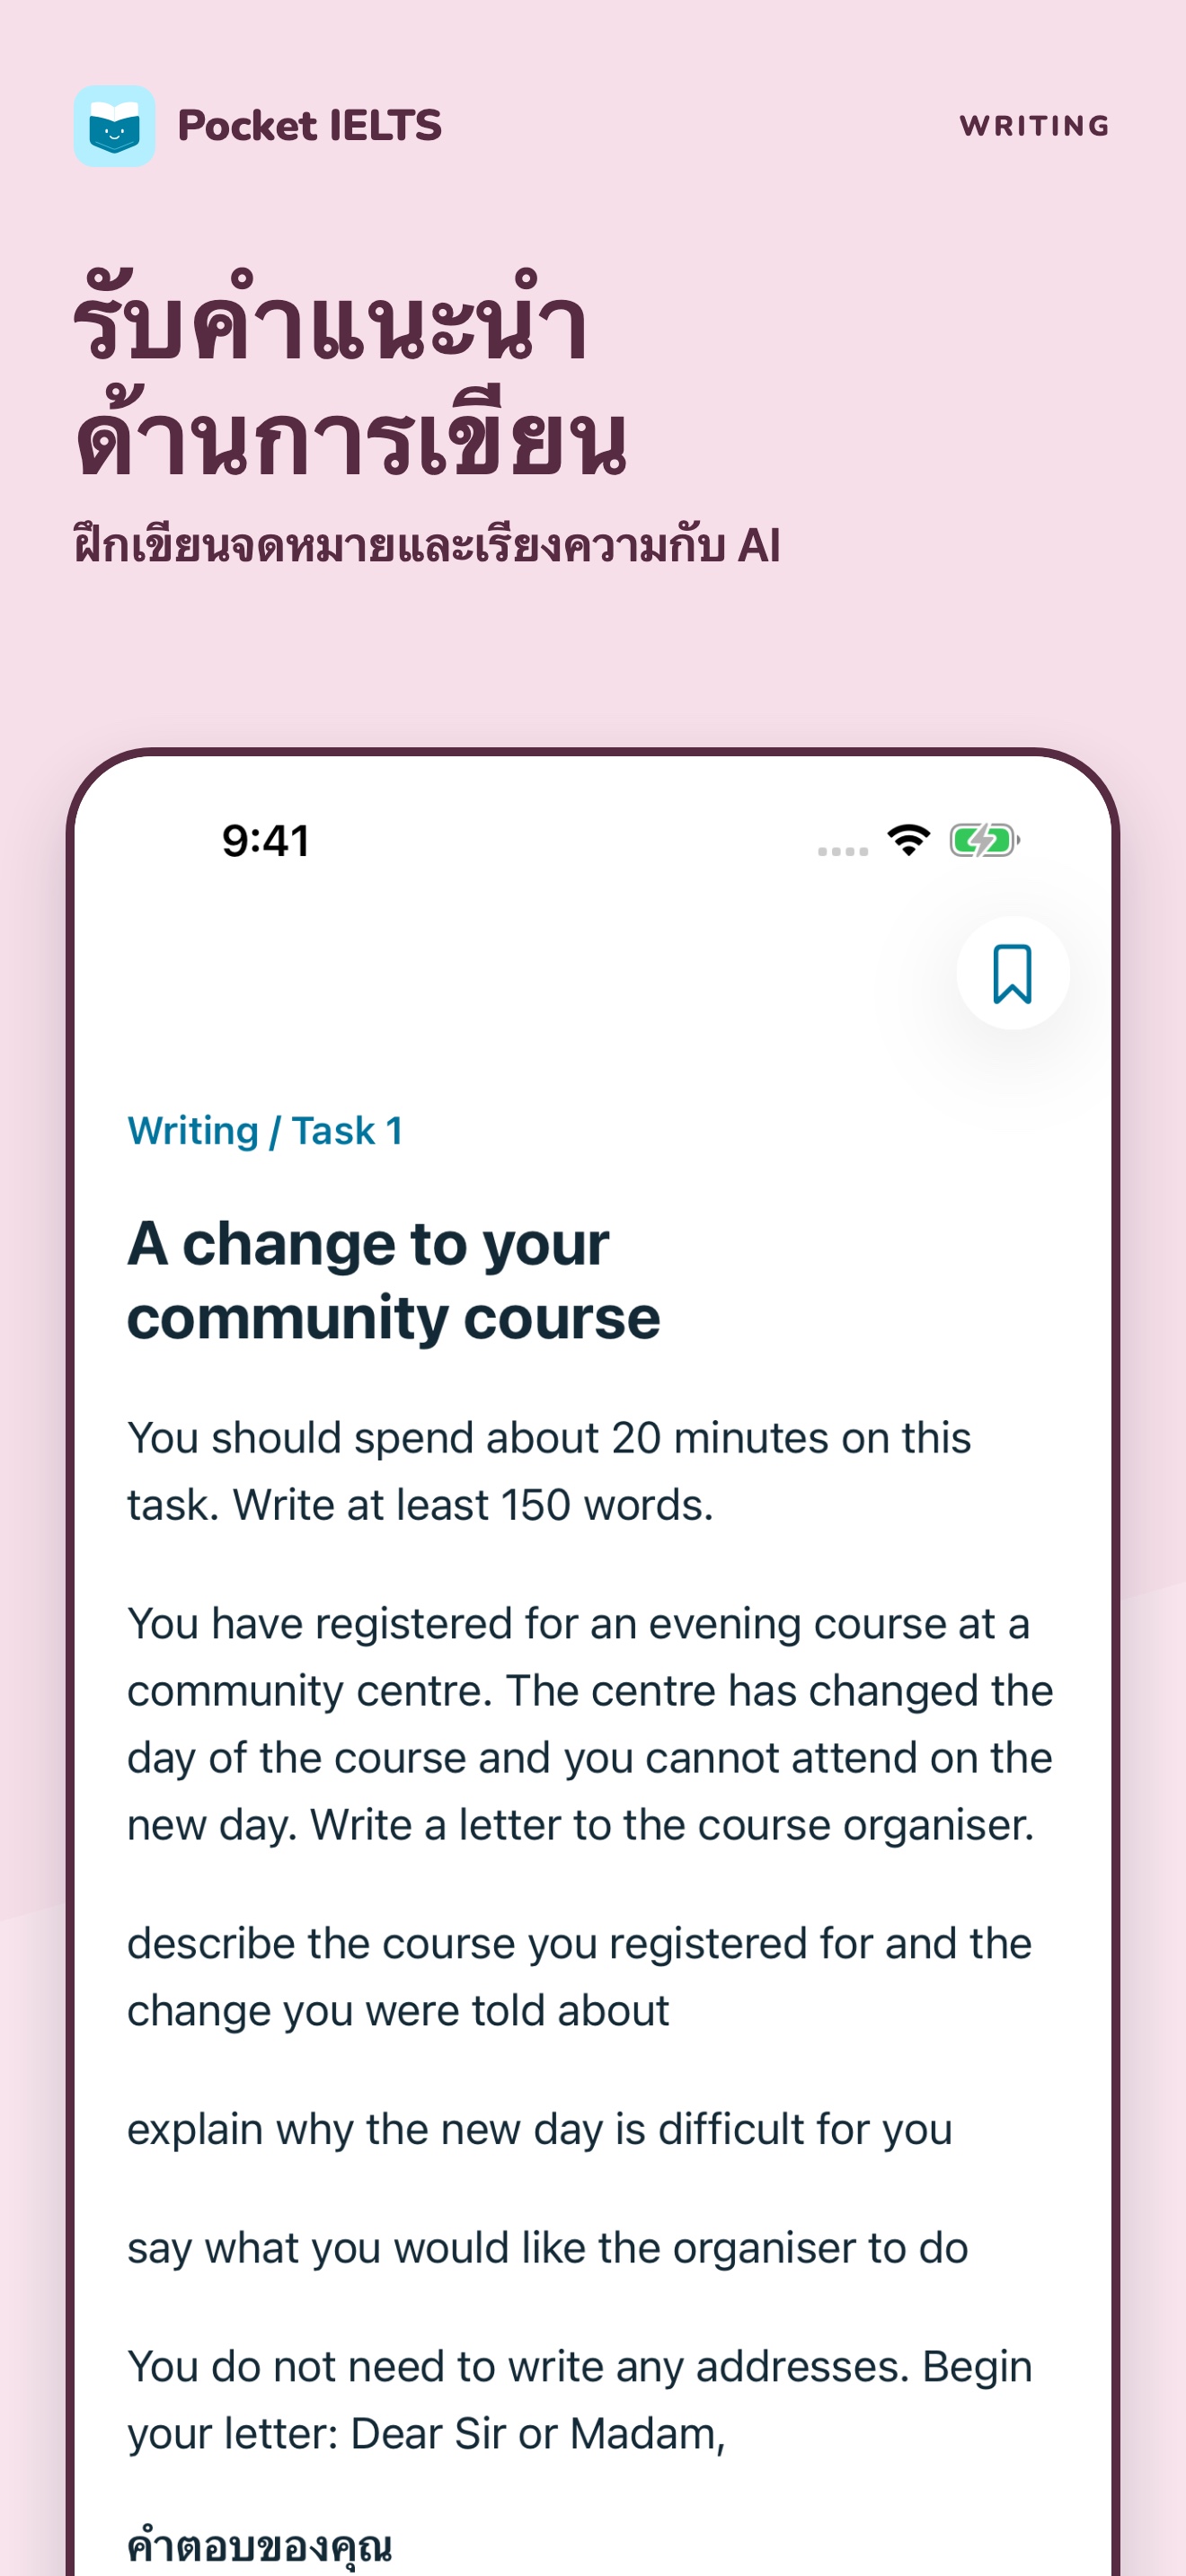 Pocket IELTS
WRITING
รับคำแนะนำ
ด้านการเขียน
ฝึกเขียนจดหมายและเรียงความกับ AI
9:41
Writing / Task 1
A change to your
community course
You should spend about 20 minutes on this
task. Write at least 150 words.
You have registered for an evening course at a
community centre. The centre has changed the
day of the course and you cannot attend on the
new day. Write a letter to the course organiser.
describe the course you registered for and the
change you were told about
explain why the new day is difficult for you
say what you would like the organiser to do
You do not need to write any addresses. Begin
your letter: Dear Sir or Madam,
คำตอบของคุณ